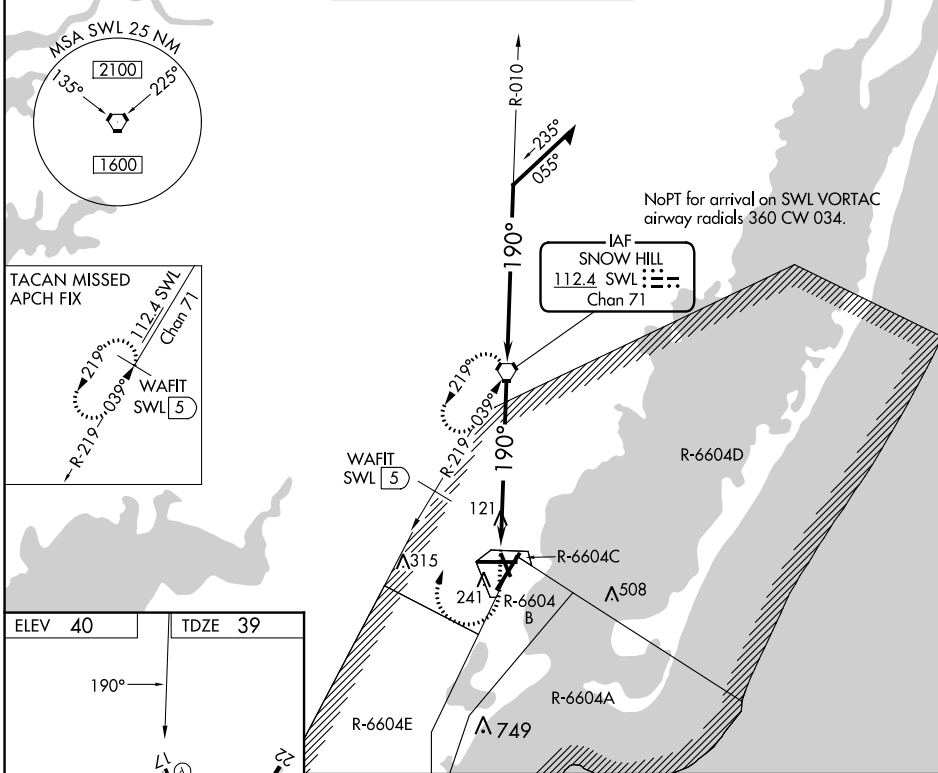 MSA SWL 25 NM
2100
135°
225°
1600
R-010
235°
055°
NoPT for arrival on SWL VORTAC
airway radials 360 CW 034.
190°
IAF
SNOW HILL
112.4 SWL
Chan 71
TACAN MISSED
APCH FIX
112.4 SWL
Chan 71
219°
039°
R-219
WAFIT
SWL 5
219°
039°
R-219
190°
WAFIT
SWL 5
R-6604D
121
315
R-6604C
241
R-6604
B
508
R-6604A
R-6604E
749
ELEV 40
TDZE 39
190°
17
A
22